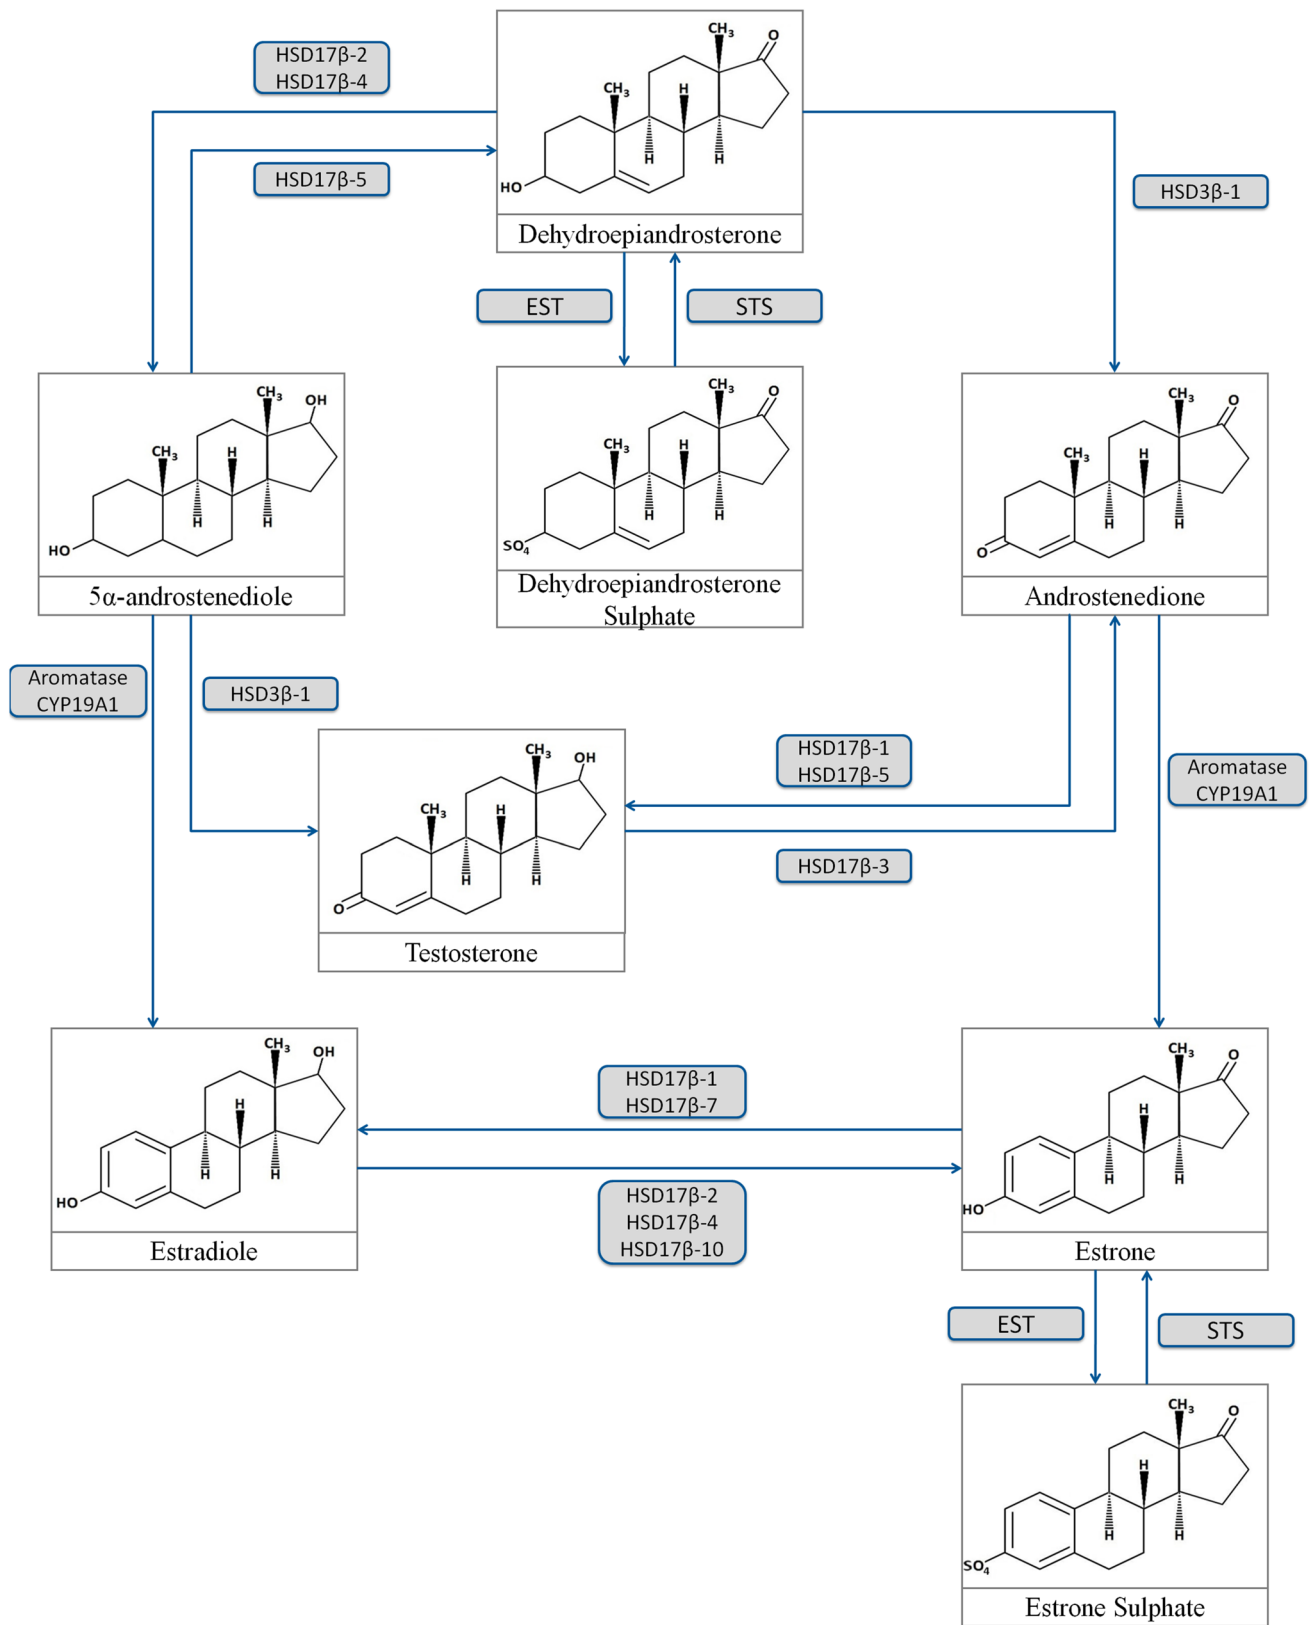 HSD17β-2
HSD17β-4
HSD17β-5
CH₃
O
CH₃
H
H
H
HO
Dehydroepiandrosterone
HSD3β-1
EST
STS
CH₃
OH
CH₃
H
H
H
HO
5α-androstenediole
CH₃
O
CH₃
H
H
H
SO₄
Dehydroepiandrosterone
Sulphate
CH₃
O
CH₃
H
H
H
O
Androstenedione
Aromatase
CYP19A1
HSD3β-1
CH₃
OH
CH₃
H
H
H
O
Testosterone
HSD17β-1
HSD17β-5
HSD17β-3
Aromatase
CYP19A1
CH₃
OH
H
H
H
HO
Estradiole
HSD17β-1
HSD17β-7
HSD17β-2
HSD17β-4
HSD17β-10
CH₃
O
H
H
H
HO
Estrone
EST
STS
CH₃
O
H
H
H
SO₄
Estrone Sulphate